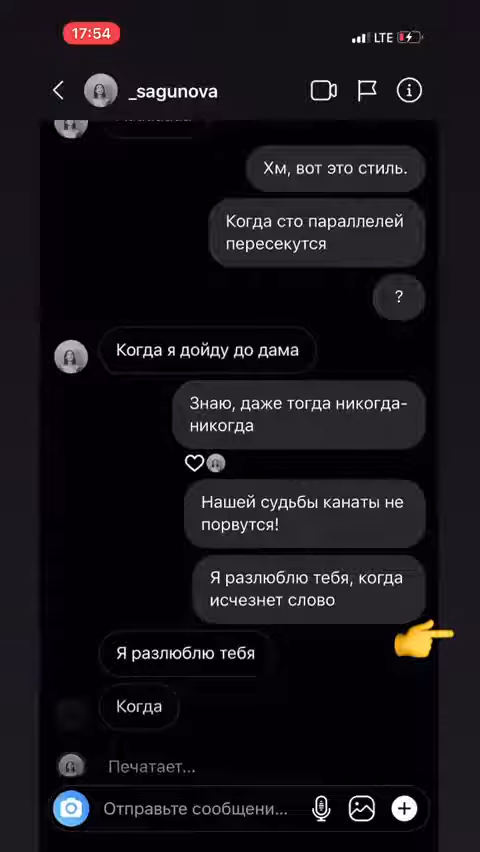 17:54
LTE
_sagunova
Хм, вот это стиль.
Когда сто параллелей
пересекутся
?
Когда я дойду до дама
Знаю, даже тогда никогда-
никогда
Нашей судьбы канаты не
порвутся!
Я разлюблю тебя, когда
исчезнет слово
Я разлюблю тебя
Когда
Печатает...
Отправьте сообщени...